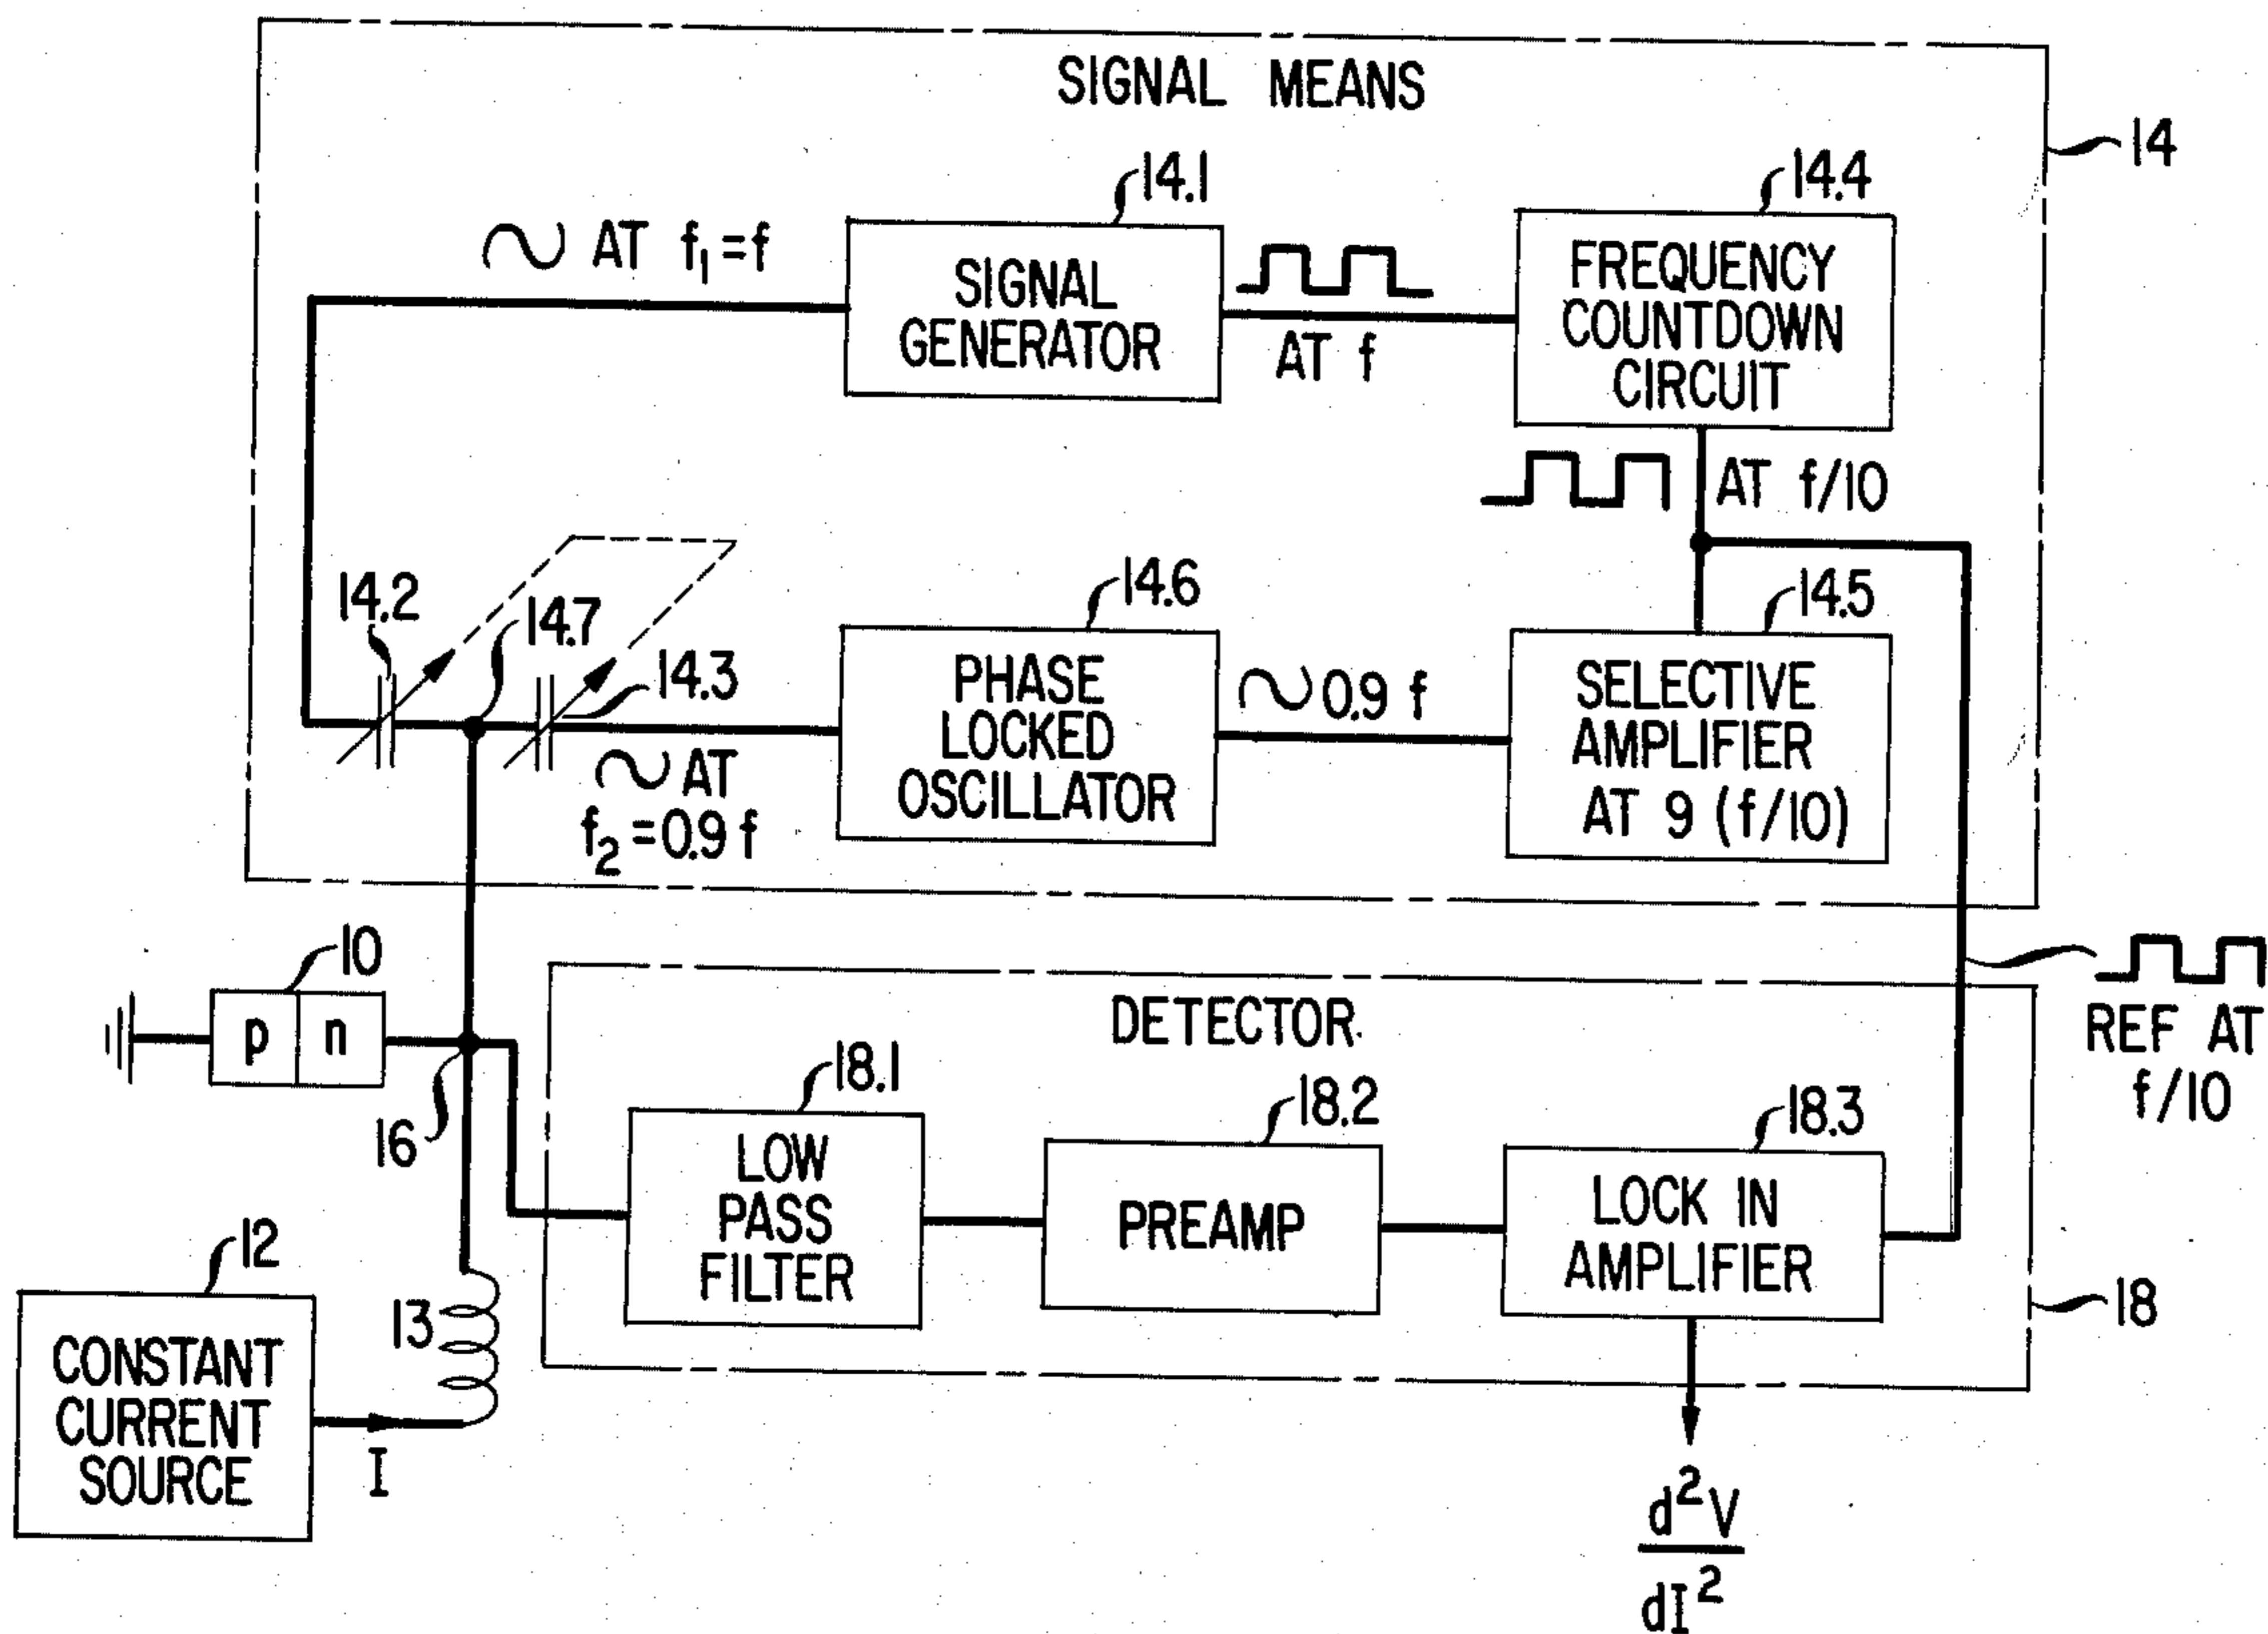 SIGNAL MEANS
14
14.1
14.4
AT f₁=f
SIGNAL
GENERATOR
AT f
FREQUENCY
COUNTDOWN
CIRCUIT
AT f/10
14.2
14.7
14.3
14.6
14.5
PHASE
LOCKED
OSCILLATOR
0.9 f
SELECTIVE
AMPLIFIER
AT 9 (f/10)
AT
f₂=0.9 f
10
p n
16
DETECTOR
REF AT
f/10
18.1
18.2
18.3
LOW
PASS
FILTER
PREAMP
LOCK IN
AMPLIFIER
18
12
13
CONSTANT
CURRENT
SOURCE
I
d²V
dI²